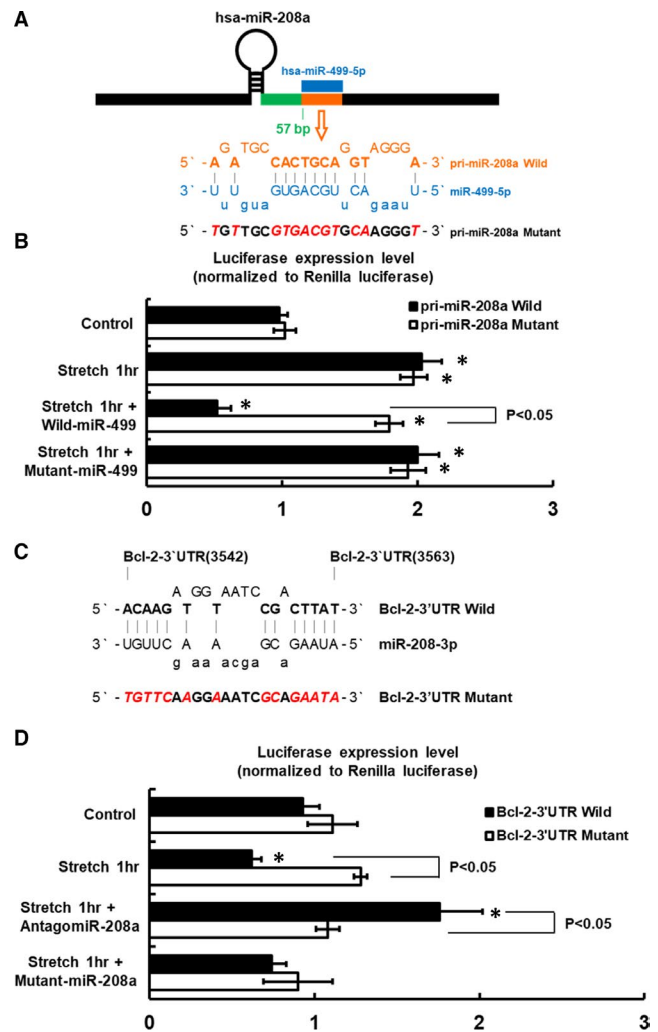 A
hsa-miR-208a
hsa-miR-499-5p
57 bp
G TGC G AGGG
5` - A A CACTGCA GT A - 3` pri-miR-208a Wild
3` - U U GUGACGU CA U - 5` miR-499-5p
u gua u gaau
5` - TGTTGCGTGACGTGCAAGGGT - 3` pri-miR-208a Mutant
B
Luciferase expression level
(normalized to Renilla luciferase)
pri-miR-208a Wild
pri-miR-208a Mutant
Control
Stretch 1hr
*
*
Stretch 1hr +
Wild-miR-499
*
*
P<0.05
Stretch 1hr +
Mutant-miR-499
*
*
0 1 2 3
C
Bcl-2-3`UTR(3542) Bcl-2-3`UTR(3563)
A GG AATC A
5` - ACAAG T T CG CTTAT - 3` Bcl-2-3'UTR Wild
3` - UGUUC A A GC GAAUA - 5` miR-208-3p
g aa acga a
5` - TGTTCAAGGAAATCGCAGAATA - 3` Bcl-2-3'UTR Mutant
D
Luciferase expression level
(normalized to Renilla luciferase)
Bcl-2-3'UTR Wild
Bcl-2-3'UTR Mutant
Control
Stretch 1hr
*
P<0.05
Stretch 1hr +
AntagomiR-208a
*
P<0.05
Stretch 1hr +
Mutant-miR-208a
0 1 2 3